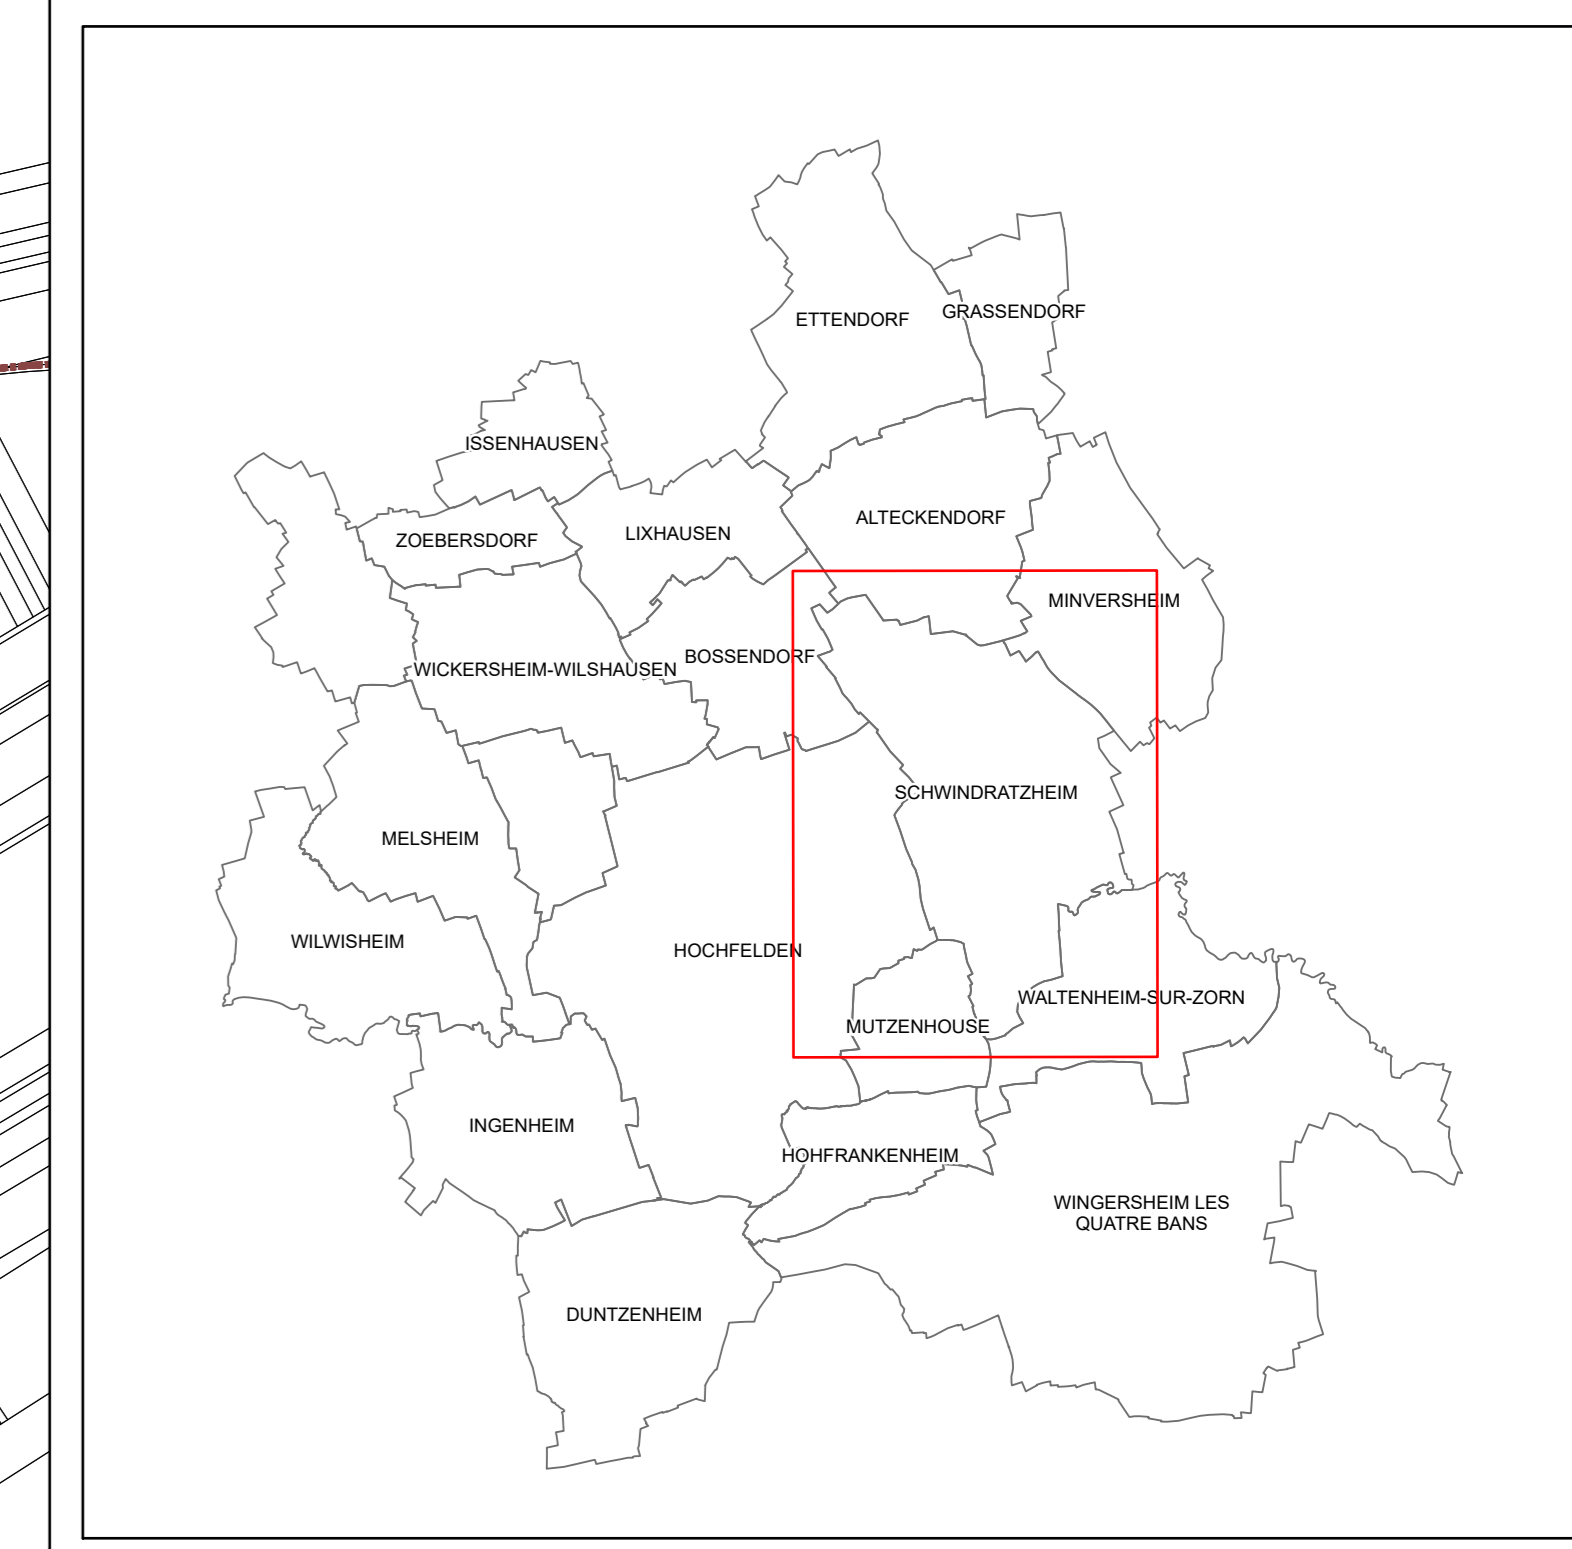 GRASSENDORF
ETTENDORF
ISSENHAUSEN
ALTECKENDORF
LIXHAUSEN
ZOEBERSDORF
MINVERSHEIM
BOSSENDORF
WICKERSHEIM-WILSHAUSEN
SCHWINDRATZHEIM
MELSHEIM
WILWISHEIM
HOCHFELDEN
WALTENHEIM-SUR-ZORN
MUTZENHOUSE
INGENHEIM
HOHFRANKENHEIM
WINGERSHEIM LES
QUATRE BANS
DUNTZENHEIM